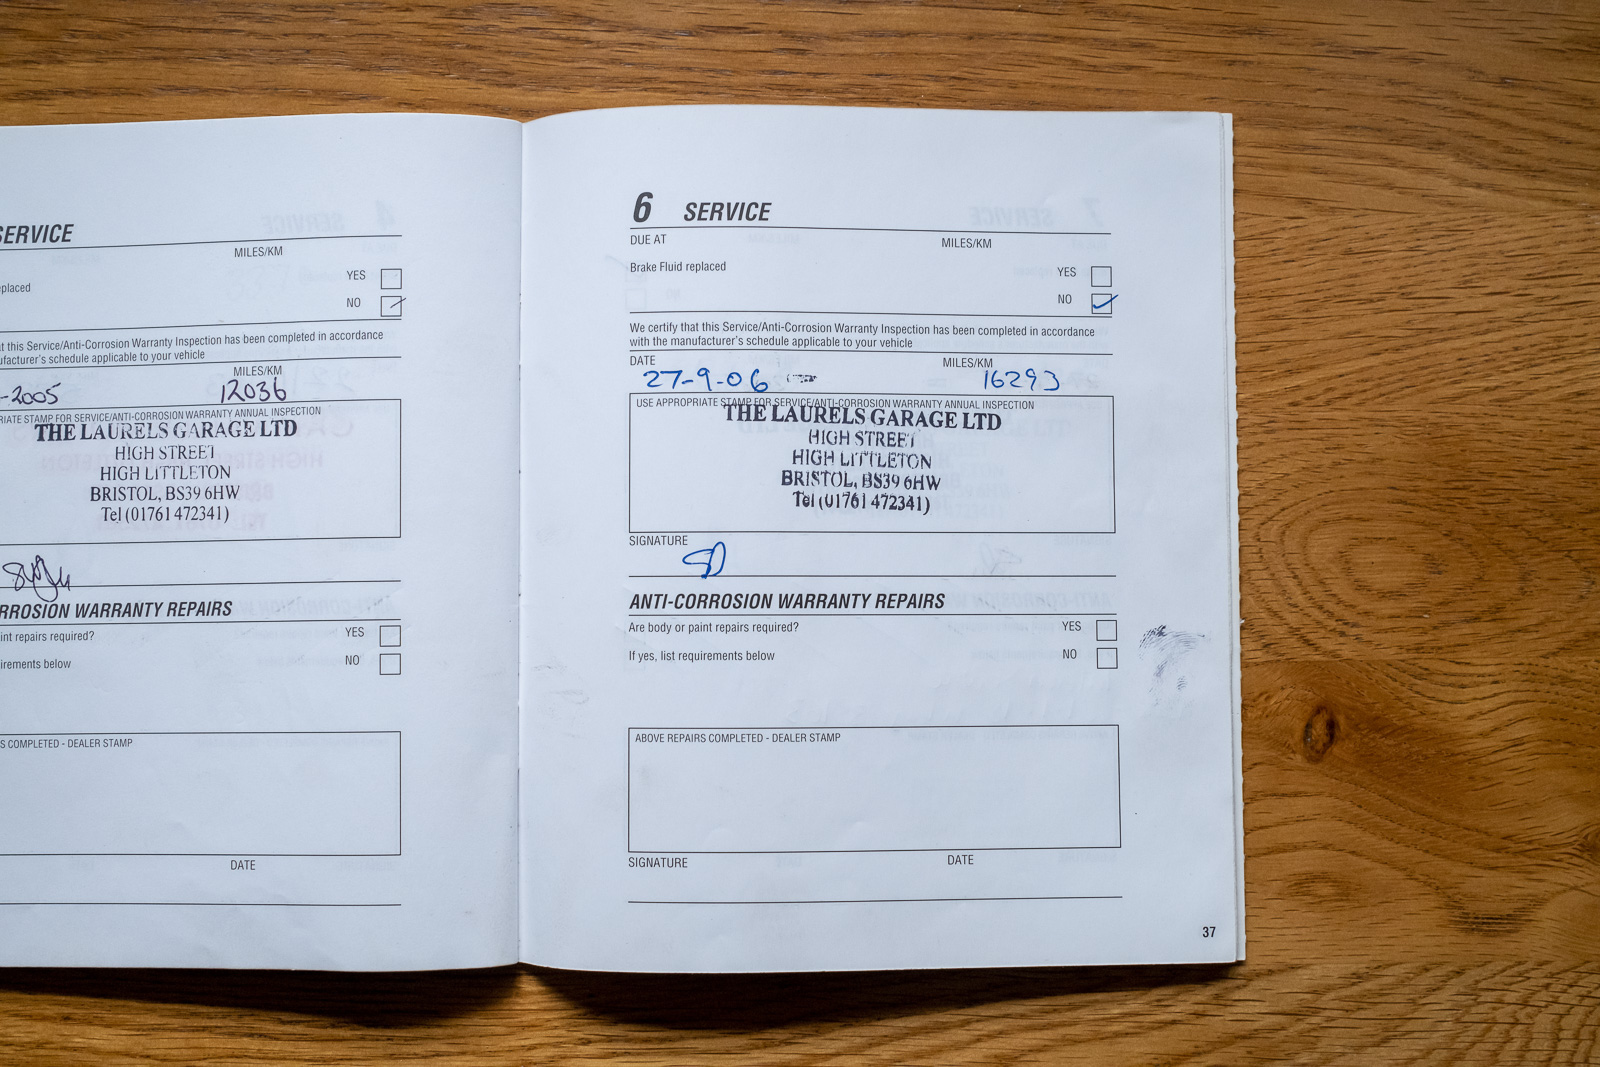 SERVICE
MILES/KM
YES
placed
NO
t this Service/Anti-Corrosion Warranty Inspection has been completed in accordance
ufacturer's schedule applicable to your vehicle
MILES/KM
-2005 12036
RIATE STAMP FOR SERVICE/ANTI-CORROSION WARRANTY ANNUAL INSPECTION
THE LAURELS GARAGE LTD
HIGH STREET
HIGH LITTLETON
BRISTOL, BS39 6HW
Tel (01761 472341)
RROSION WARRANTY REPAIRS
int repairs required? YES
irements below NO
S COMPLETED - DEALER STAMP
DATE
6 SERVICE
DUE AT MILES/KM
Brake Fluid replaced YES
NO
We certify that this Service/Anti-Corrosion Warranty Inspection has been completed in accordance
with the manufacturer's schedule applicable to your vehicle
DATE MILES/KM
27-9-06 16293
USE APPROPRIATE STAMP FOR SERVICE/ANTI-CORROSION WARRANTY ANNUAL INSPECTION
THE LAURELS GARAGE LTD
HIGH STREET
HIGH LITTLETON
BRISTOL, BS39 6HW
Tel (01761 472341)
SIGNATURE
ANTI-CORROSION WARRANTY REPAIRS
Are body or paint repairs required? YES
If yes, list requirements below NO
ABOVE REPAIRS COMPLETED - DEALER STAMP
SIGNATURE DATE
37